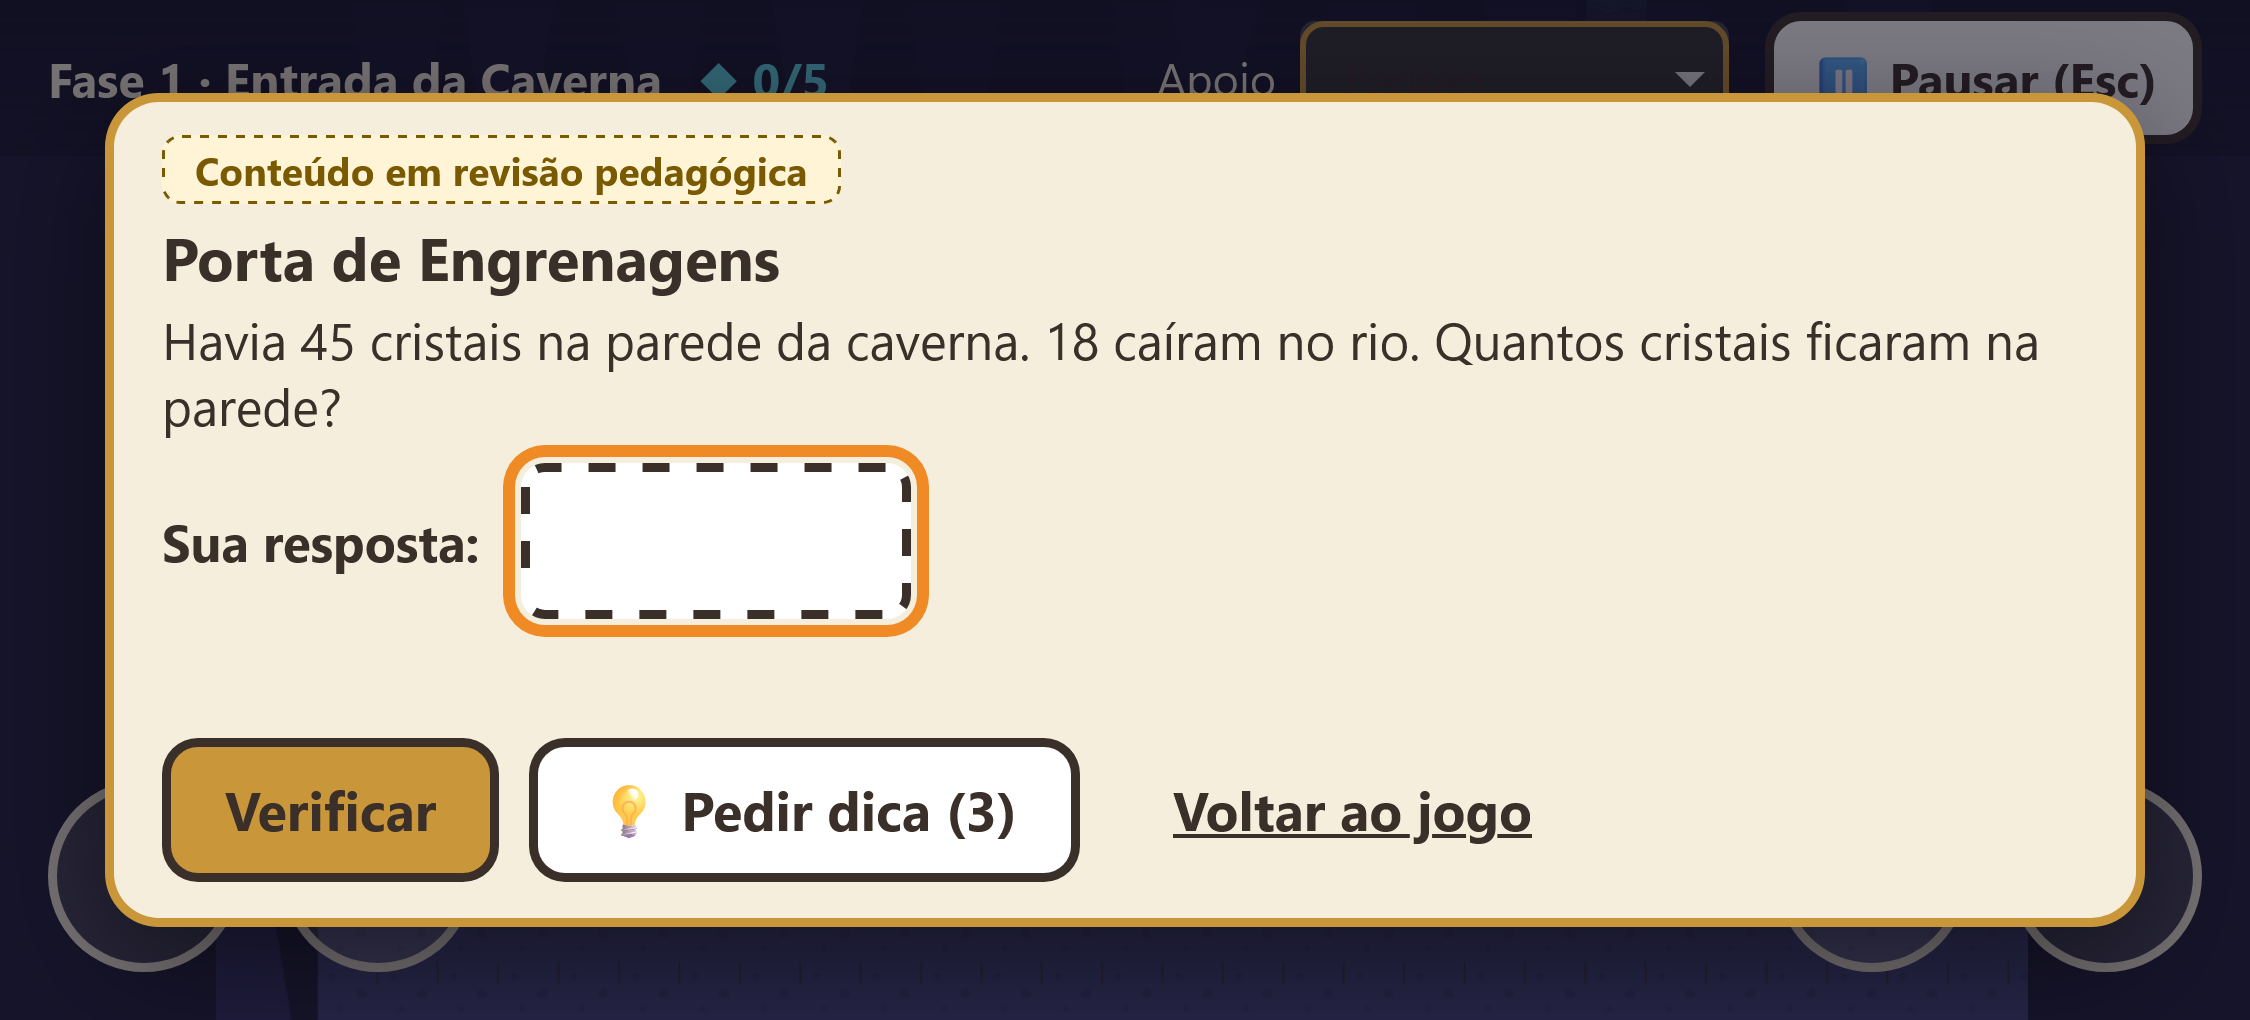 Fase 1 · Entrada da Caverna ◆ 0/5 Apoio Pausar (Esc)
Conteúdo em revisão pedagógica
Porta de Engrenagens
Havia 45 cristais na parede da caverna. 18 caíram no rio. Quantos cristais ficaram na
parede?
Sua resposta:
Verificar 💡 Pedir dica (3) Voltar ao jogo